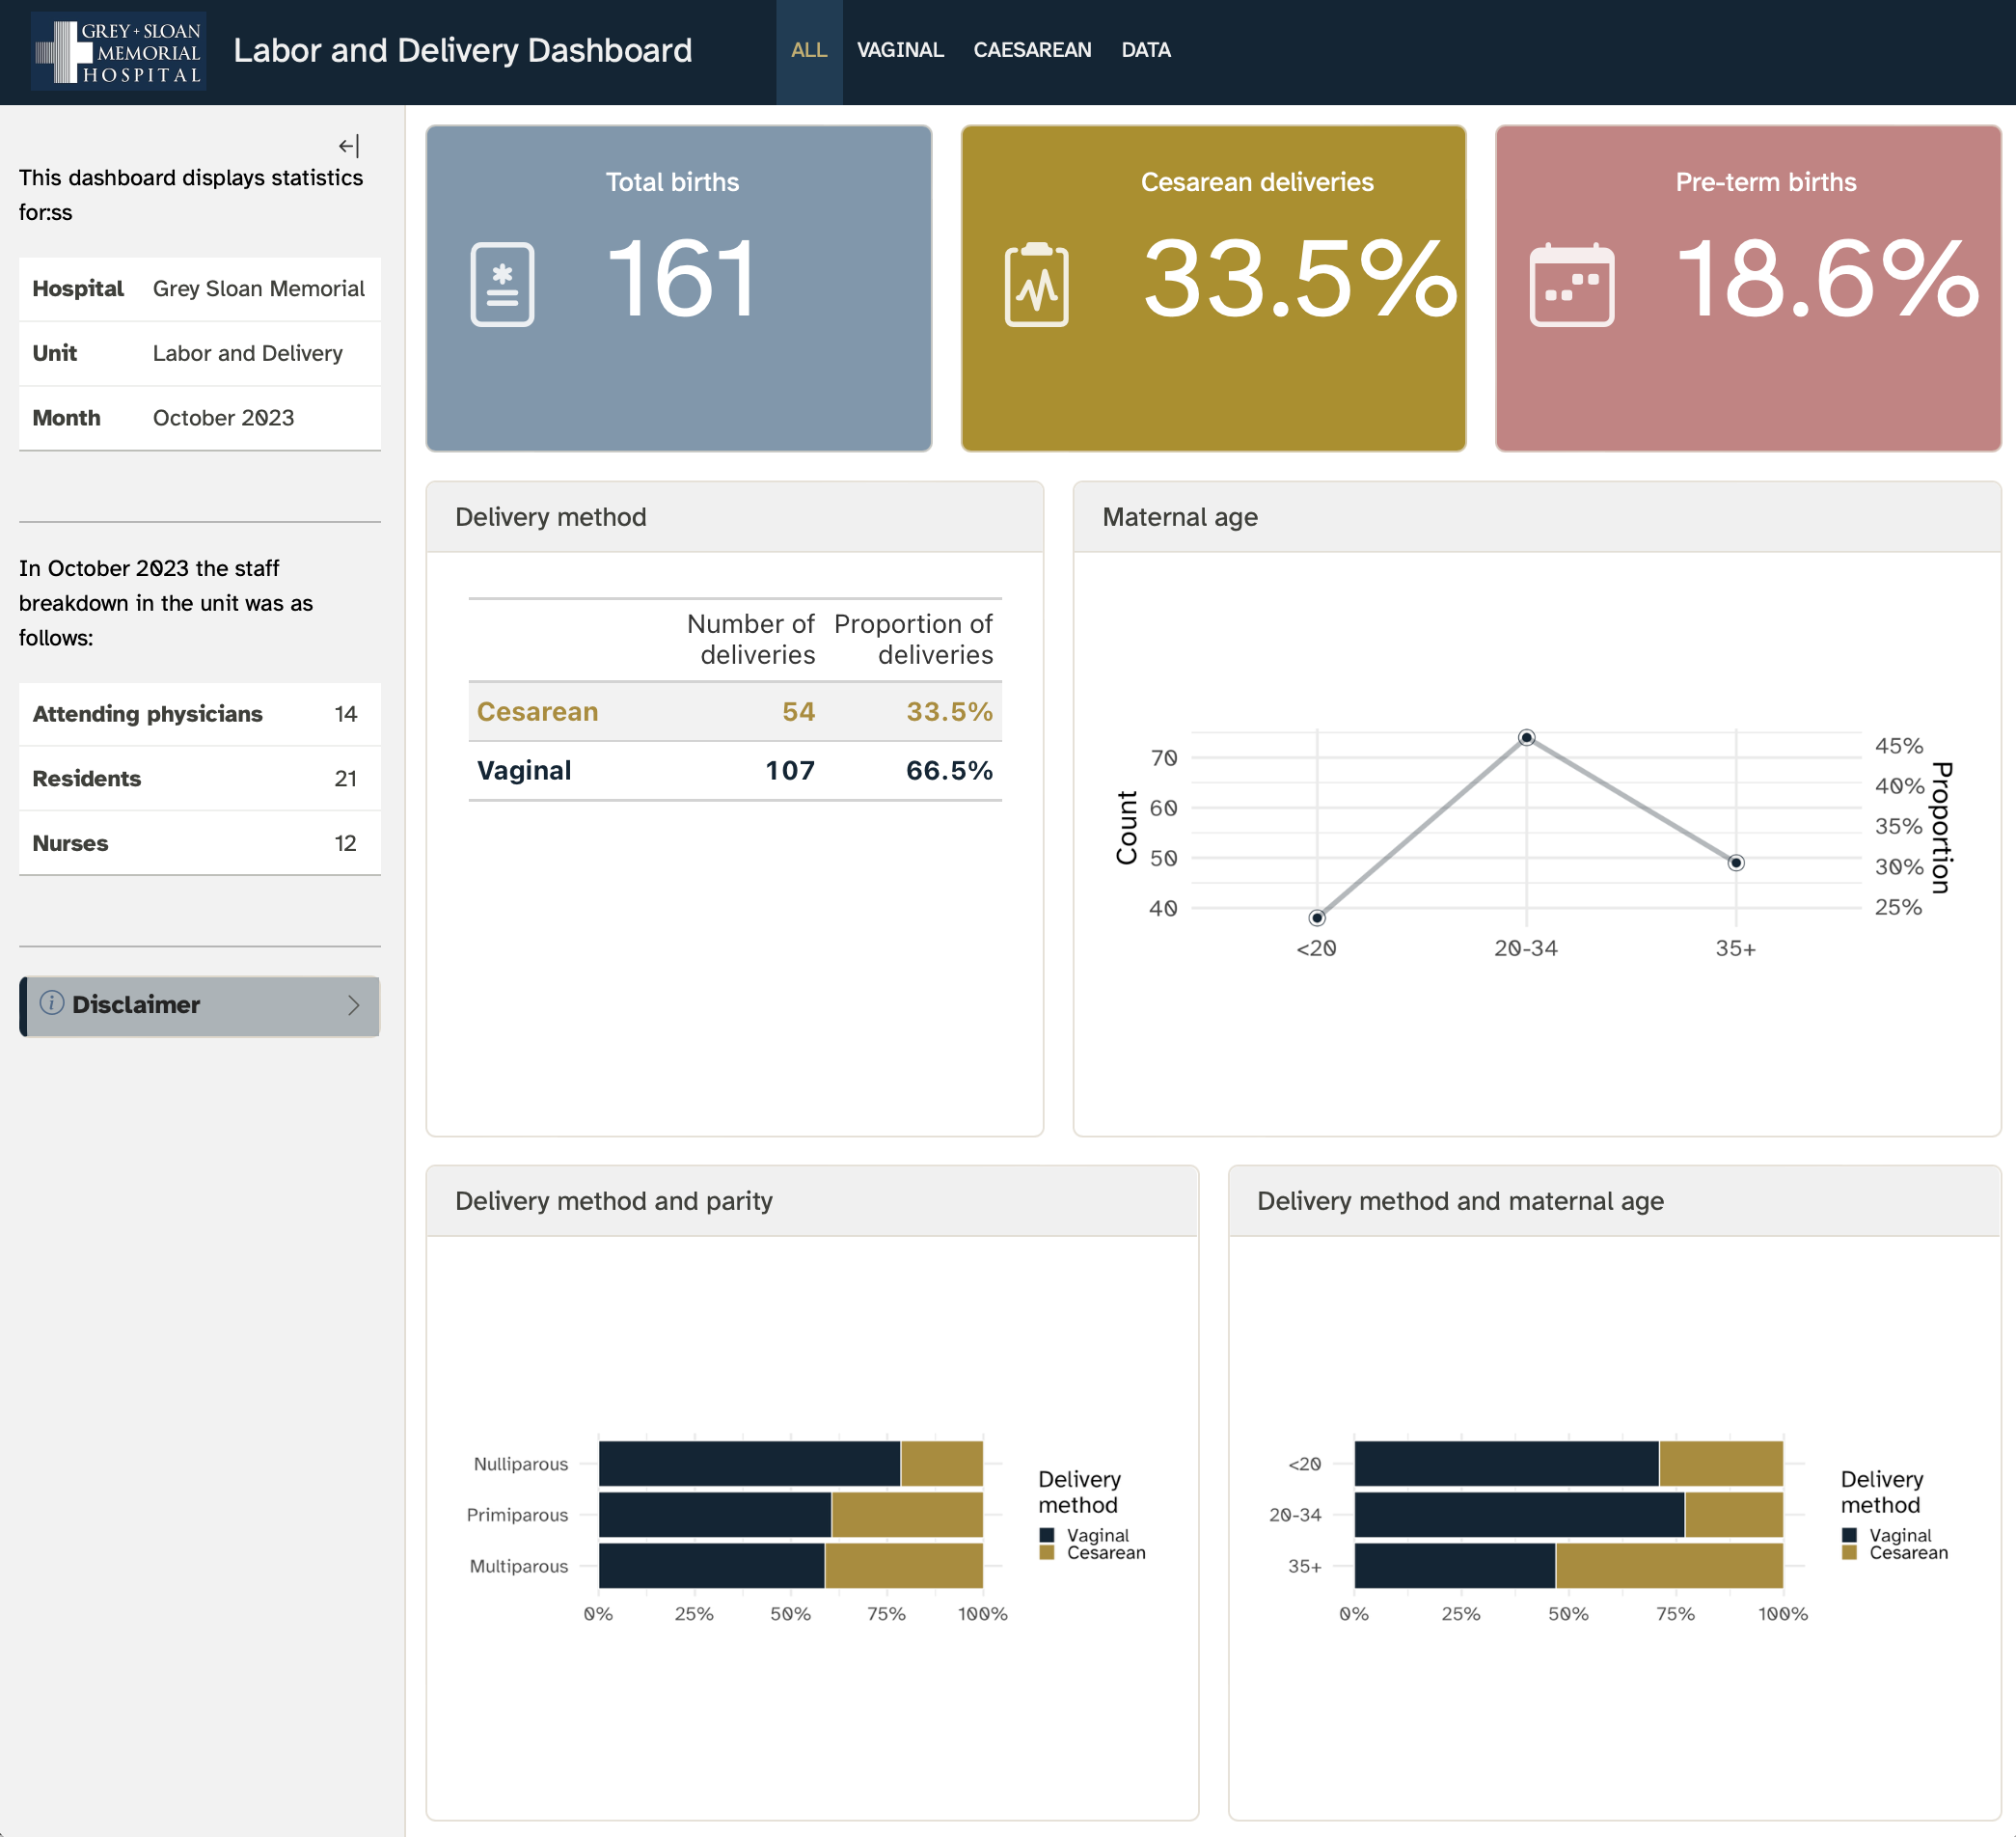 GREY + SLOAN
MEMORIAL
HOSPITAL
Labor and Delivery Dashboard
ALL
VAGINAL
CAESAREAN
DATA
This dashboard displays statistics
for:ss
Hospital Grey Sloan Memorial
Unit Labor and Delivery
Month October 2023
In October 2023 the staff
breakdown in the unit was as
follows:
Attending physicians 14
Residents 21
Nurses 12
Disclaimer
Total births
161
Cesarean deliveries
33.5%
Pre-term births
18.6%
Delivery method
Number of Proportion of
deliveries deliveries
Cesarean 54 33.5%
Vaginal 107 66.5%
Maternal age
Count
70
60
50
40
<20 20-34 35+
45%
40%
35%
30%
25%
Proportion
Delivery method and parity
Nulliparous
Primiparous
Multiparous
0% 25% 50% 75% 100%
Delivery
method
Vaginal
Cesarean
Delivery method and maternal age
<20
20-34
35+
0% 25% 50% 75% 100%
Delivery
method
Vaginal
Cesarean